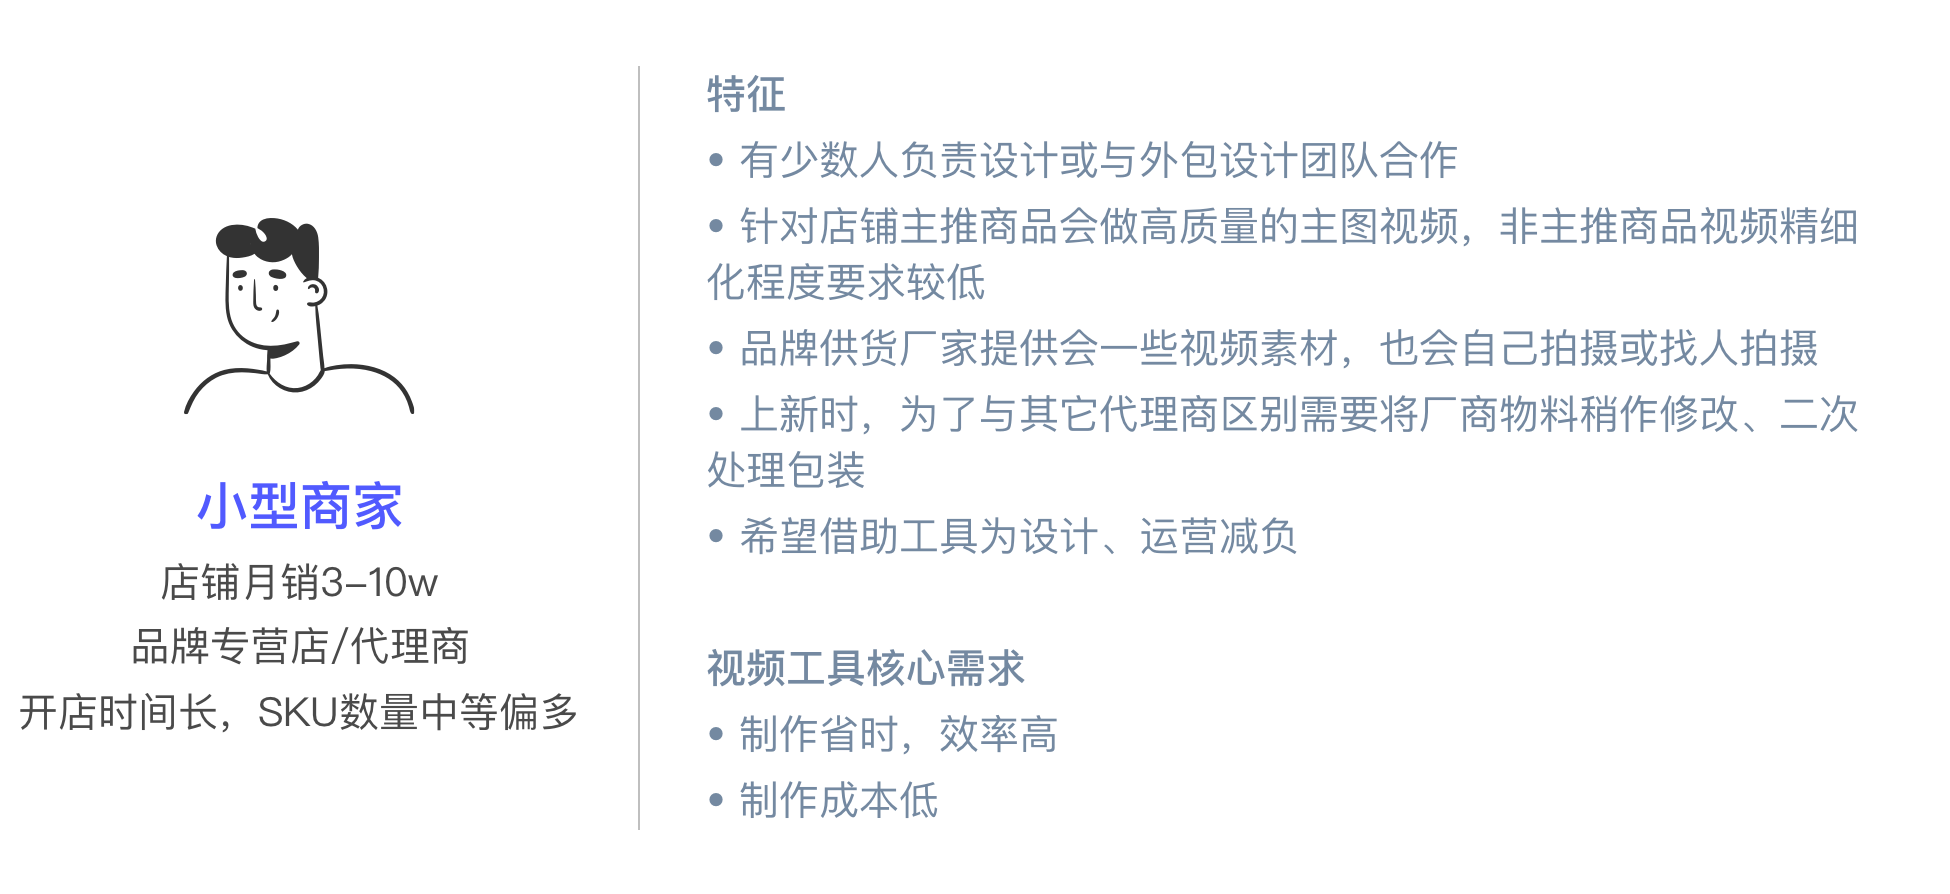 小型商家
店铺月销3–10w
品牌专营店/代理商
开店时间长，SKU数量中等偏多
特征
• 有少数人负责设计或与外包设计团队合作
• 针对店铺主推商品会做高质量的主图视频，非主推商品视频精细
化程度要求较低
• 品牌供货厂家提供会一些视频素材，也会自己拍摄或找人拍摄
• 上新时，为了与其它代理商区别需要将厂商物料稍作修改、二次
处理包装
• 希望借助工具为设计、运营减负
视频工具核心需求
• 制作省时，效率高
• 制作成本低